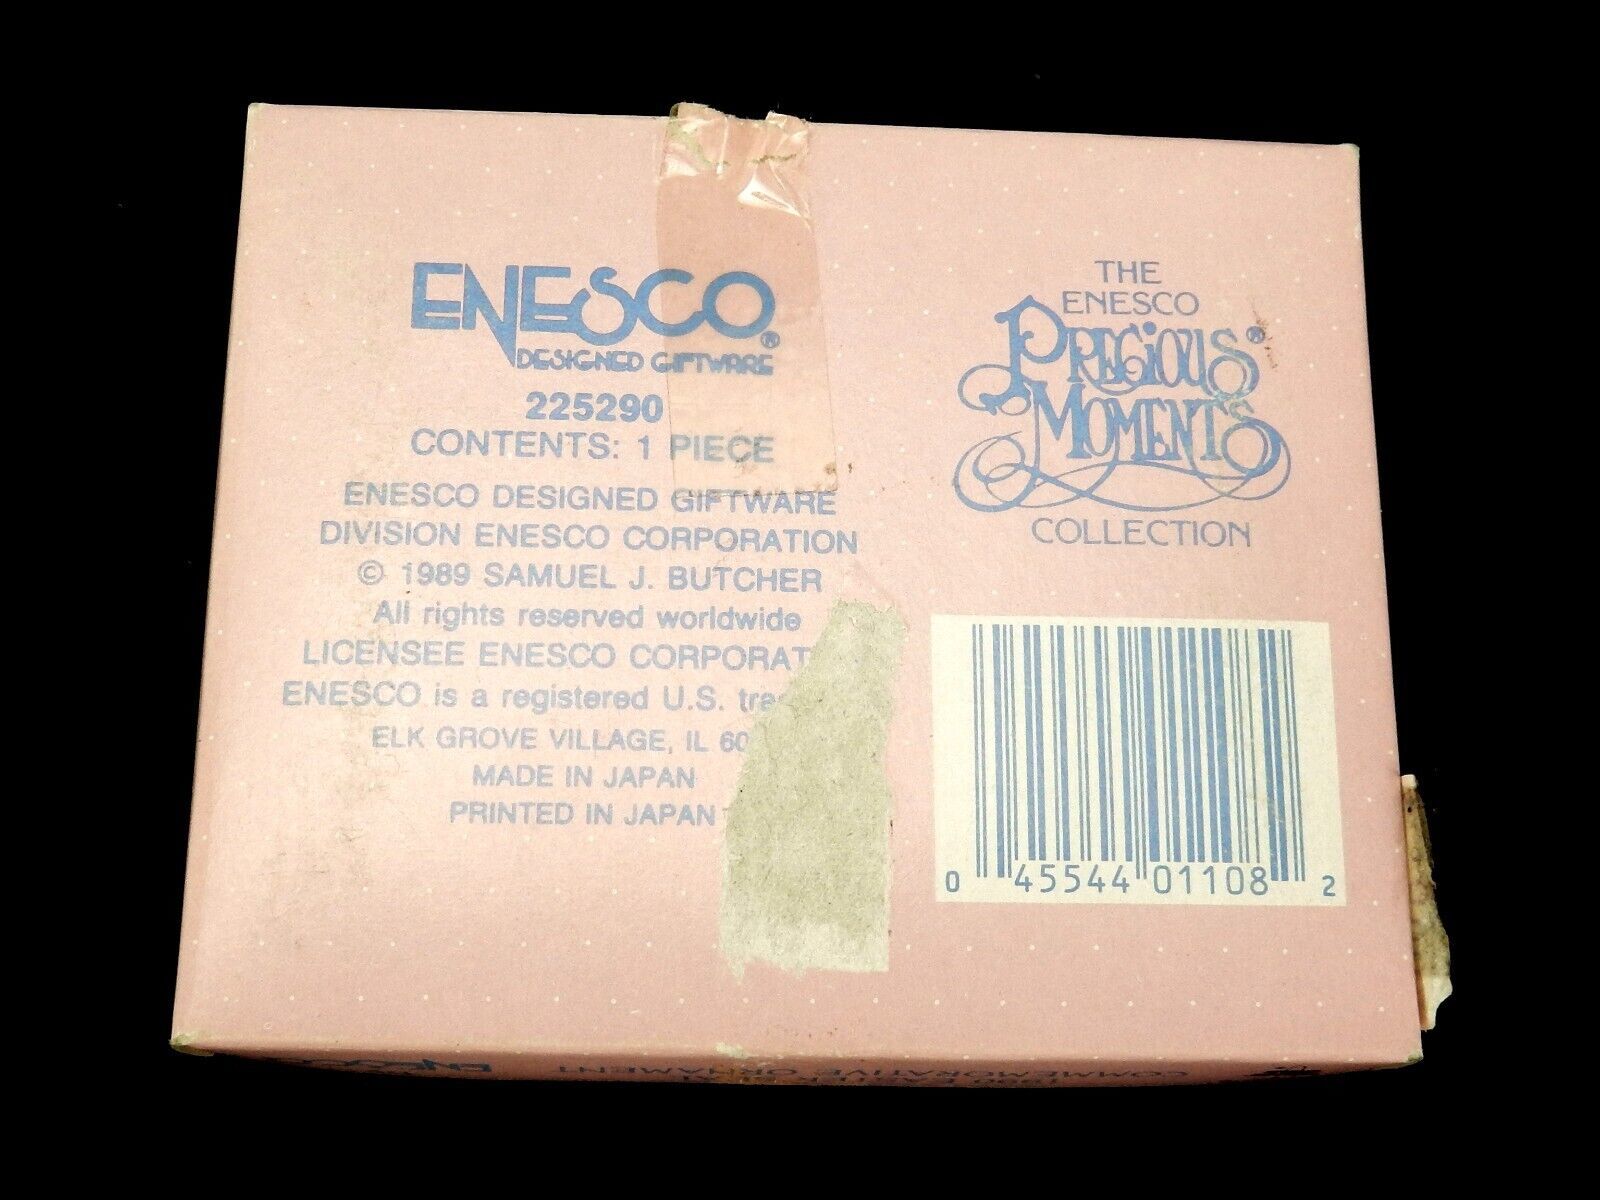 ENESCO®
DESIGNED GIFTWARE
225290
CONTENTS: 1 PIECE
ENESCO DESIGNED GIFTWARE
DIVISION ENESCO CORPORATION
© 1989 SAMUEL J. BUTCHER
All rights reserved worldwide
LICENSEE ENESCO CORPORAT
ENESCO is a registered U.S.
ELK GROVE VILLAGE, IL
MADE IN JAPAN
PRINTED IN JAPAN
THE
ENESCO
PRECIOUS®
MOMENTS
COLLECTION
0 45544 01108 2
COMMEMORATIVE ORNAMENT